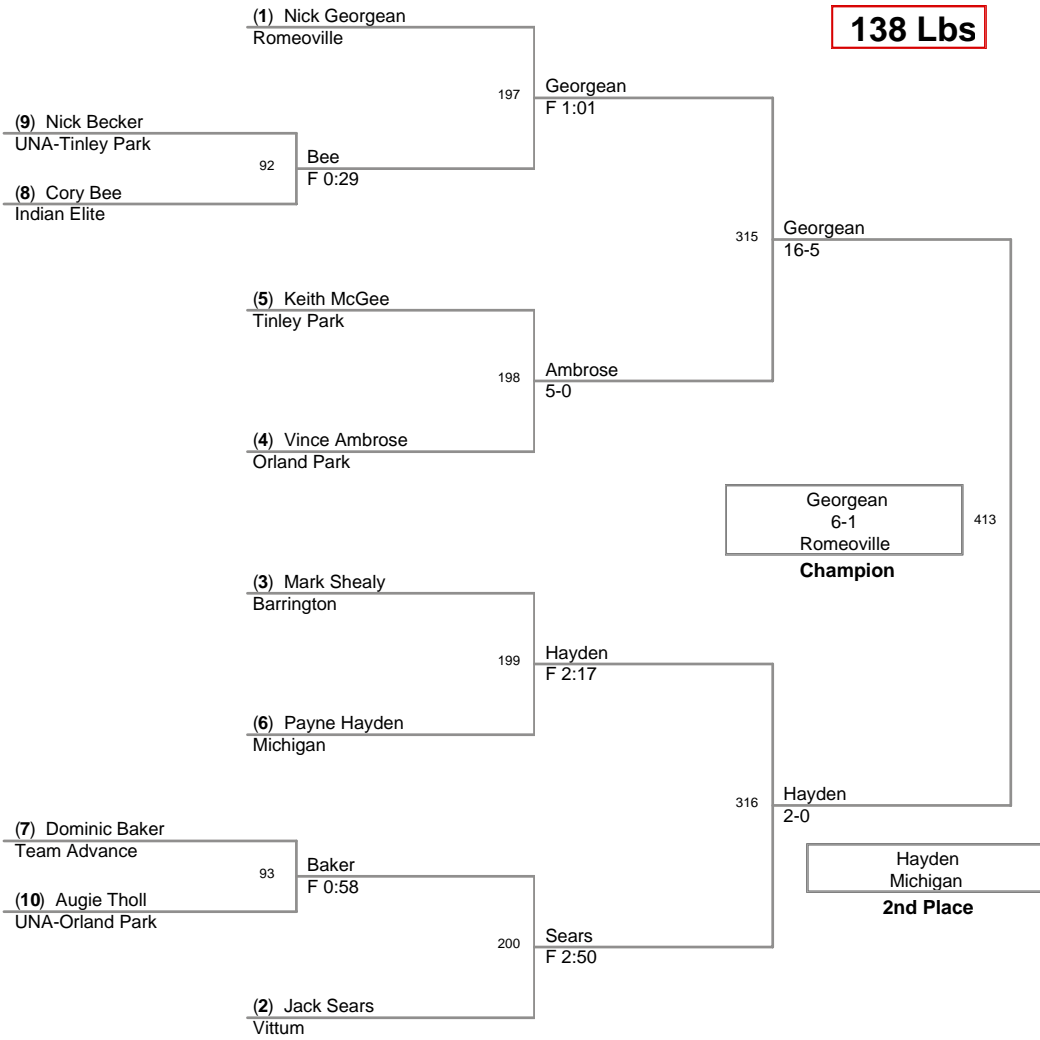 138 Lbs
(1) Nick Georgean
Romeoville
197
Georgean
F 1:01
(9) Nick Becker
UNA-Tinley Park
92
Bee
F 0:29
(8) Cory Bee
Indian Elite
315
Georgean
16-5
(5) Keith McGee
Tinley Park
198
Ambrose
5-0
(4) Vince Ambrose
Orland Park
Georgean
6-1
Romeoville
413
Champion
(3) Mark Shealy
Barrington
199
Hayden
F 2:17
(6) Payne Hayden
Michigan
316
Hayden
2-0
(7) Dominic Baker
Team Advance
93
Baker
F 0:58
(10) Augie Tholl
UNA-Orland Park
Hayden
Michigan
2nd Place
200
Sears
F 2:50
(2) Jack Sears
Vittum